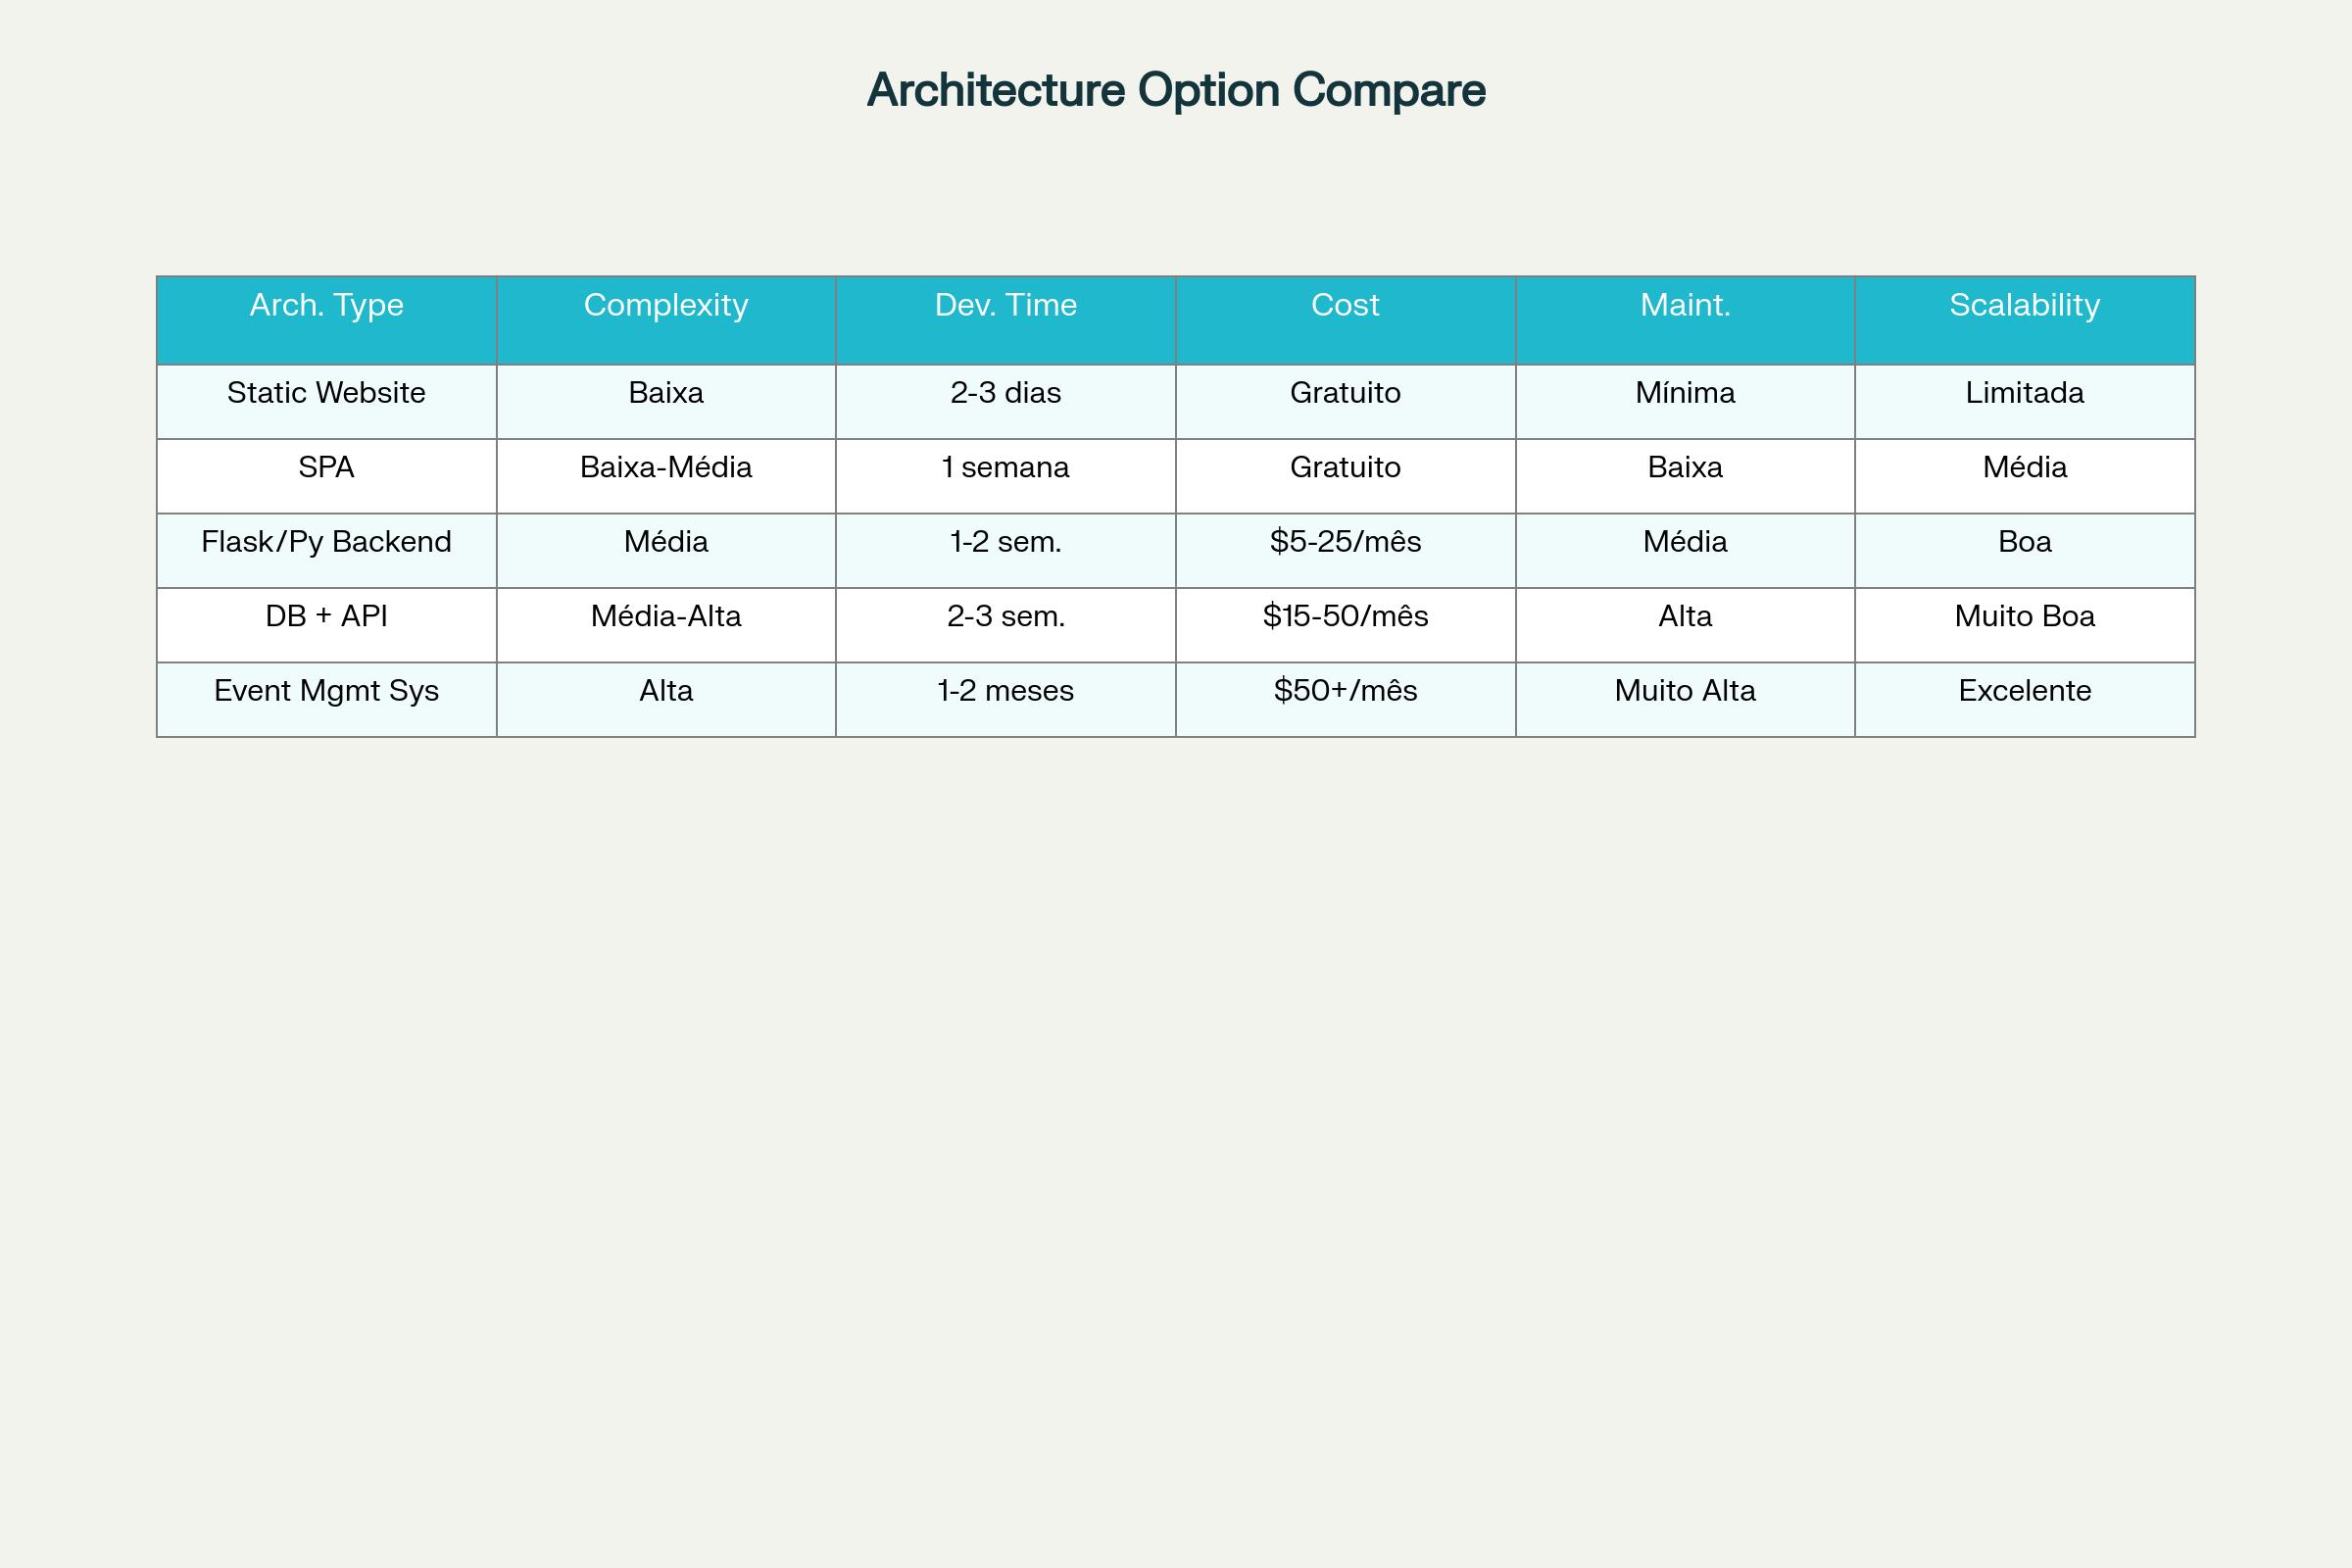 Architecture Option Compare
Arch. Type Complexity Dev. Time Cost Maint. Scalability
Static Website Baixa 2-3 dias Gratuito Mínima Limitada
SPA Baixa-Média 1 semana Gratuito Baixa Média
Flask/Py Backend Média 1-2 sem. $5-25/mês Média Boa
DB + API Média-Alta 2-3 sem. $15-50/mês Alta Muito Boa
Event Mgmt Sys Alta 1-2 meses $50+/mês Muito Alta Excelente